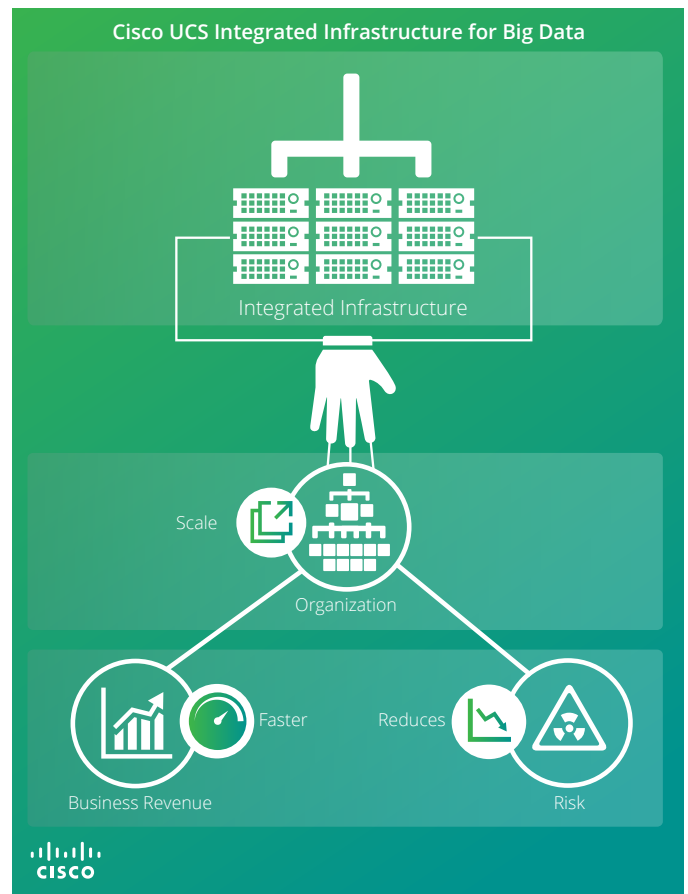 Cisco UCS Integrated Infrastructure for Big Data
Integrated Infrastructure
Scale
Organization
Faster
Reduces
Business Revenue
Risk
CISCO